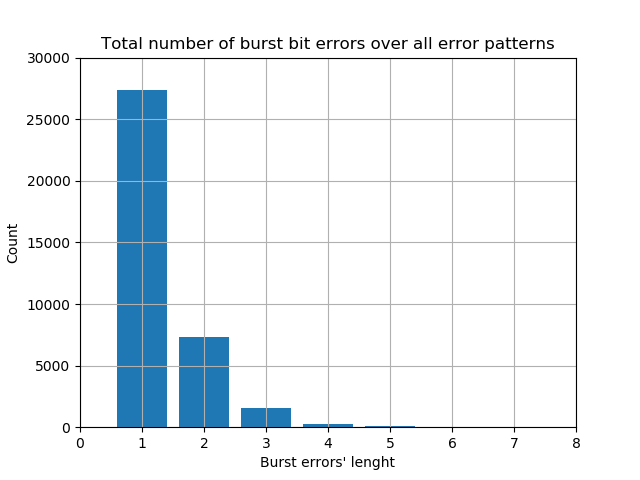 Total number of burst bit errors over all error patterns
30000
25000
20000
15000
10000
5000
0
Count
0 1 2 3 4 5 6 7 8
Burst errors' lenght